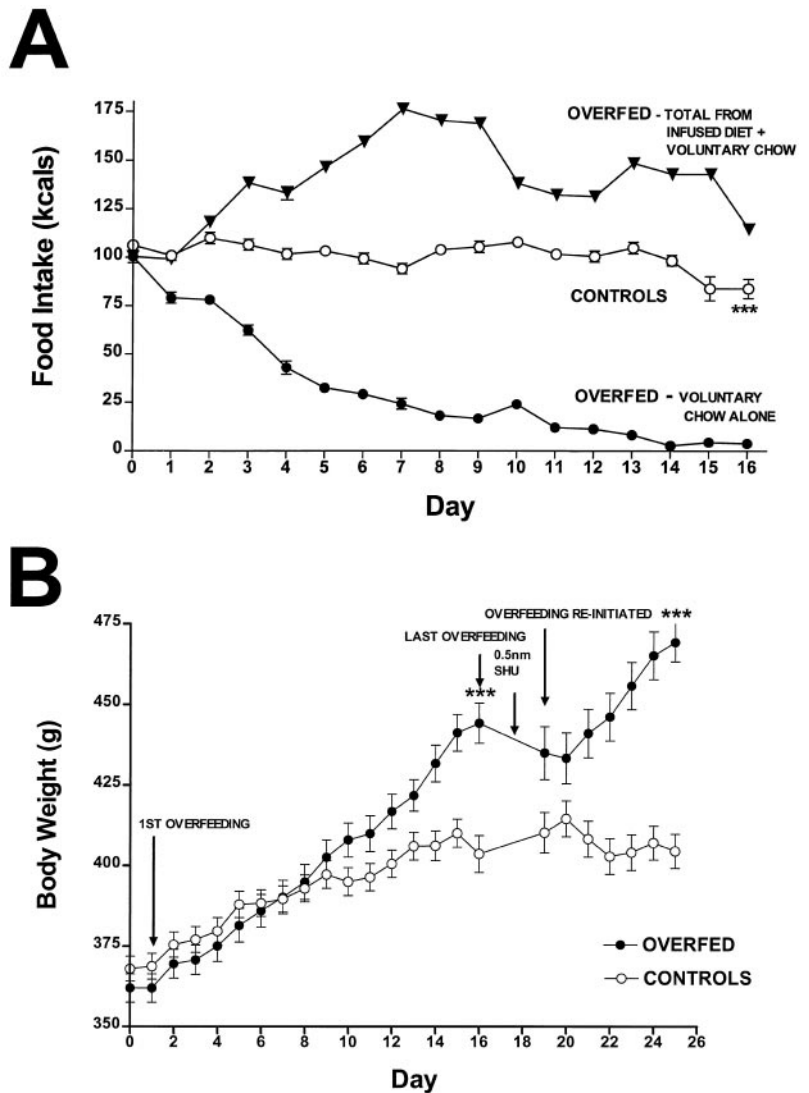 A
175
150
125
100
75
50
25
0
Food Intake (kcals)
OVERFED - TOTAL FROM
INFUSED DIET +
VOLUNTARY CHOW
CONTROLS
***
OVERFED - VOLUNTARY
CHOW ALONE
0 1 2 3 4 5 6 7 8 9 10 11 12 13 14 15 16
Day
B
475
450
425
400
375
350
Body Weight (g)
OVERFEEDING RE-INITIATED
***
LAST OVERFEEDING
0.5nm
SHU
***
1ST OVERFEEDING
OVERFED
CONTROLS
0 2 4 6 8 10 12 14 16 18 20 22 24 26
Day